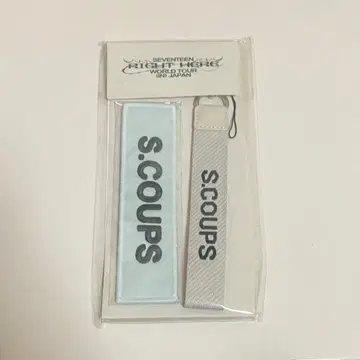 SEVENTEEN
RIGHT HERE
WORLD TOUR
IN JAPAN
S.COUPS
S.COUPS